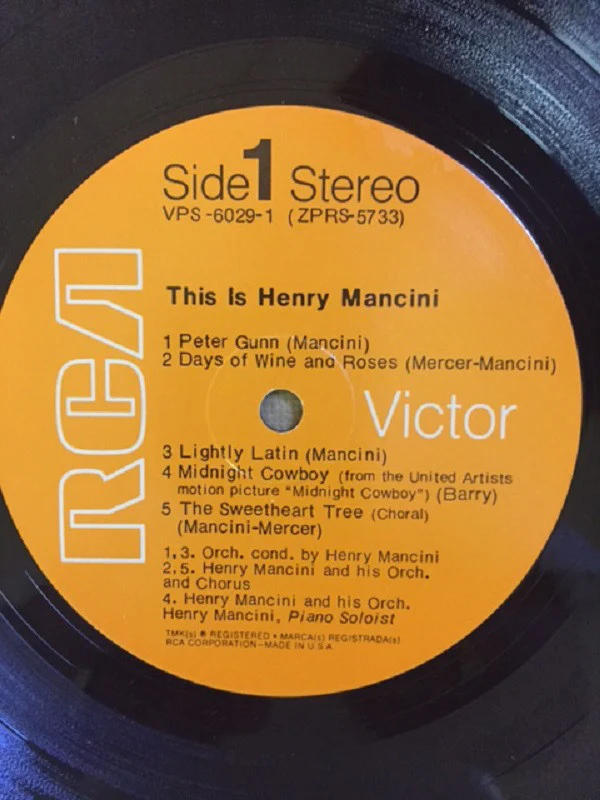 Side 1 Stereo
VPS-6029-1 (ZPRS-5733)
This Is Henry Mancini
1 Peter Gunn (Mancini)
2 Days of Wine and Roses (Mercer-Mancini)
RCA
Victor
3 Lightly Latin (Mancini)
4 Midnight Cowboy (from the United Artists
motion picture "Midnight Cowboy") (Barry)
5 The Sweetheart Tree (Choral)
(Mancini-Mercer)
1,3. Orch. cond. by Henry Mancini
2,5. Henry Mancini and his Orch.
and Chorus
4. Henry Mancini and his Orch.
Henry Mancini, Piano Soloist
TMK(s) ® REGISTERED • MARCA(s) REGISTRADA(s)
RCA CORPORATION—MADE IN U.S.A.